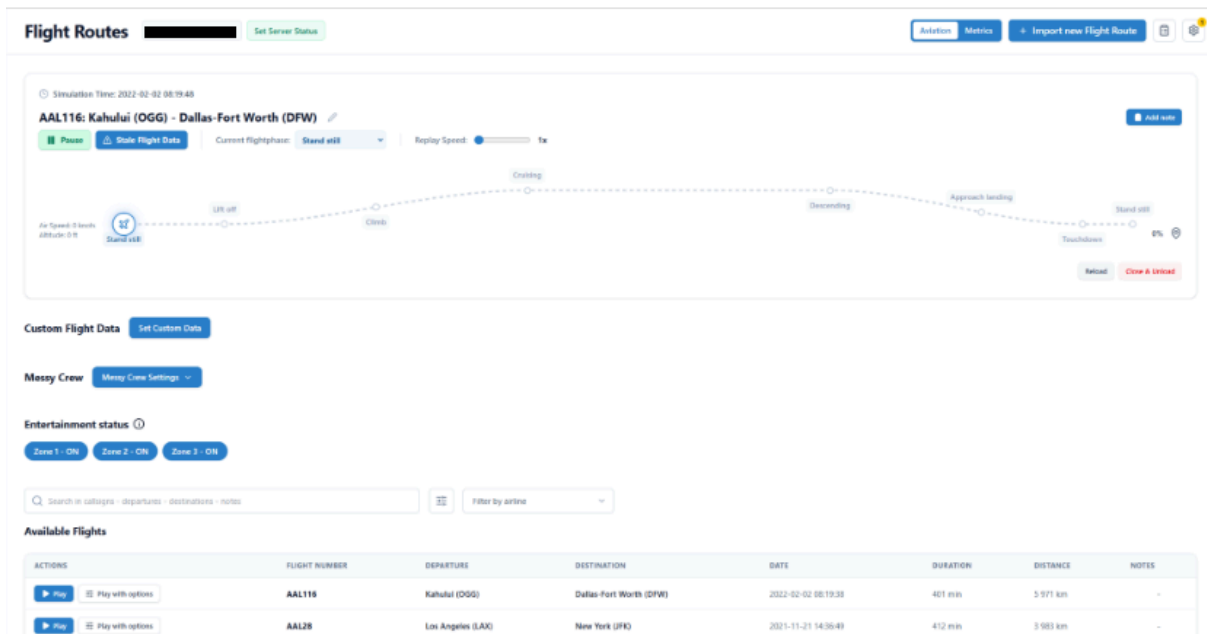 Flight Routes Set Server Status Aviation Metrics + Import new Flight Route
Simulation Time: 2022-02-02 08:19:48
AAL116: Kahului (OGG) - Dallas-Fort Worth (DFW)
Add note
Pause Stale Flight Data Current flightphase: Stand still Replay Speed: 1x
Cruising
Lift off
Climb
Descending
Approach landing
Stand still
Air Speed: 0 knots
Altitude: 0 ft
Stand still
Touchdown
0%
Reload Close & Unload
Custom Flight Data Set Custom Data
Messy Crew Messy Crew Settings
Entertainment status
Zone 1 - ON Zone 2 - ON Zone 3 - ON
Search in callsigns - departures - destinations - notes Filter by airline
Available Flights
ACTIONS FLIGHT NUMBER DEPARTURE DESTINATION DATE DURATION DISTANCE NOTES
Play Play with options AAL116 Kahului (OGG) Dallas-Fort Worth (DFW) 2022-02-02 08:19:38 401 min 5 971 km -
Play Play with options AAL28 Los Angeles (LAX) New York (JFK) 2021-11-21 14:36:49 412 min 3 983 km -